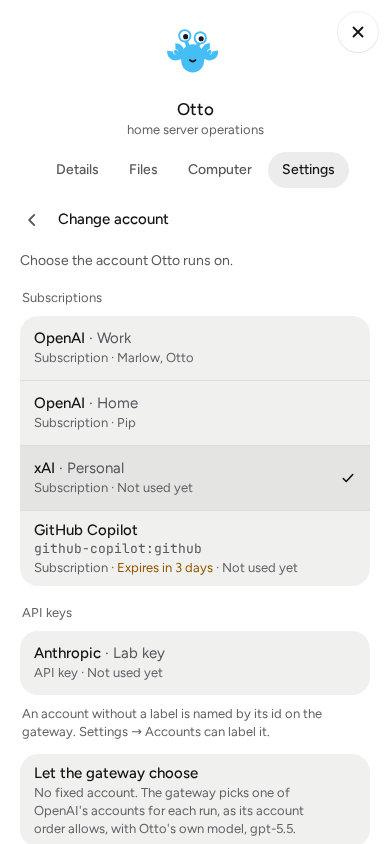 Otto
home server operations
Details Files Computer Settings
Change account
Choose the account Otto runs on.
Subscriptions
OpenAI · Work
Subscription · Marlow, Otto
OpenAI · Home
Subscription · Pip
xAI · Personal
Subscription · Not used yet
GitHub Copilot
github-copilot:github
Subscription · Expires in 3 days · Not used yet
API keys
Anthropic · Lab key
API key · Not used yet
An account without a label is named by its id on the
gateway. Settings → Accounts can label it.
Let the gateway choose
No fixed account. The gateway picks one of
OpenAI's accounts for each run, as its account
order allows, with Otto's own model, gpt-5.5.